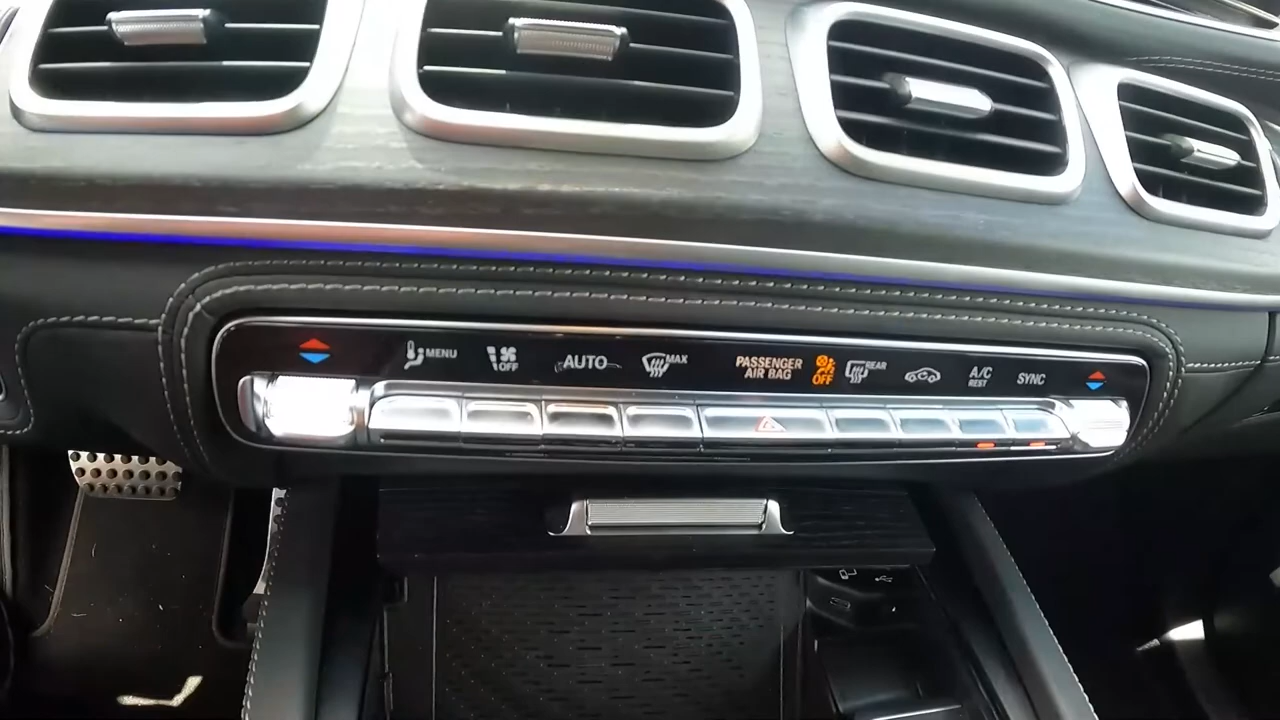 MENU
OFF
AUTO
MAX
PASSENGER
AIR BAG
OFF
REAR
A/C
REST
SYNC